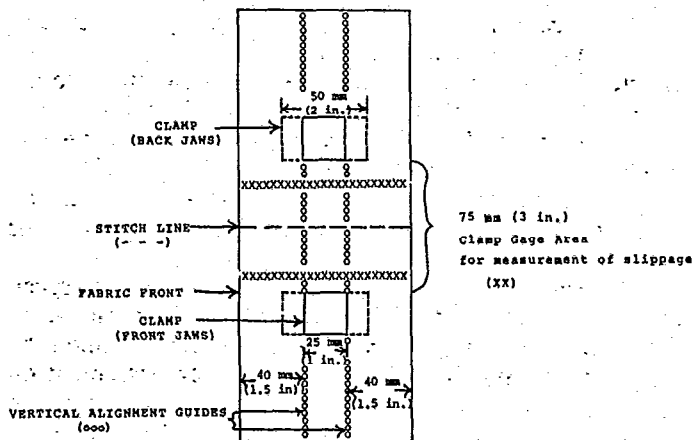 50 mm
(2 in.)
CLAMP
(BACK JAWS)
XXXXXXXXXXXXXXXXXXXXXXXXX
STITCH LINE
(- - -)
75 mm (3 in.)
Clamp Gage Area
for measurement of slippage
(XX)
XXXXXXXXXXXXXXXXXXXXXXXXX
FABRIC FRONT
CLAMP
(FRONT JAWS)
25 mm
1 in.
40 mm
(1.5 in)
40 mm
(1.5 in.)
VERTICAL ALIGNMENT GUIDES
(ooo)